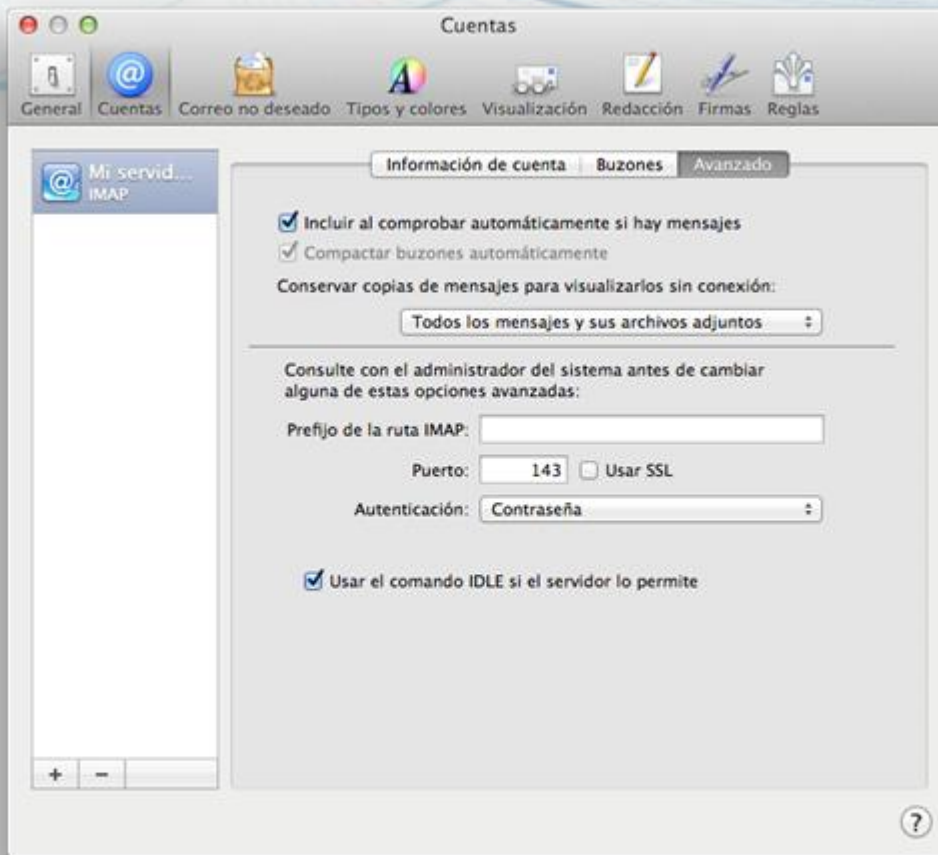 Cuentas
General Cuentas Correo no deseado Tipos y colores Visualización Redacción Firmas Reglas
Mi servid...
IMAP
Información de cuenta Buzones Avanzado
Incluir al comprobar automáticamente si hay mensajes
Compactar buzones automáticamente
Conservar copias de mensajes para visualizarlos sin conexión:
Todos los mensajes y sus archivos adjuntos
Consulte con el administrador del sistema antes de cambiar
alguna de estas opciones avanzadas:
Prefijo de la ruta IMAP:
Puerto: 143 Usar SSL
Autenticación: Contraseña
Usar el comando IDLE si el servidor lo permite
+ −
?